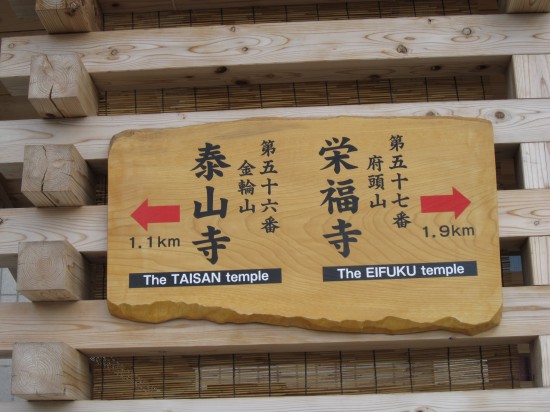 第五十七番
府頭山
栄福寺
1.9km
The EIFUKU temple
第五十六番
金輪山
泰山寺
1.1km
The TAISAN temple